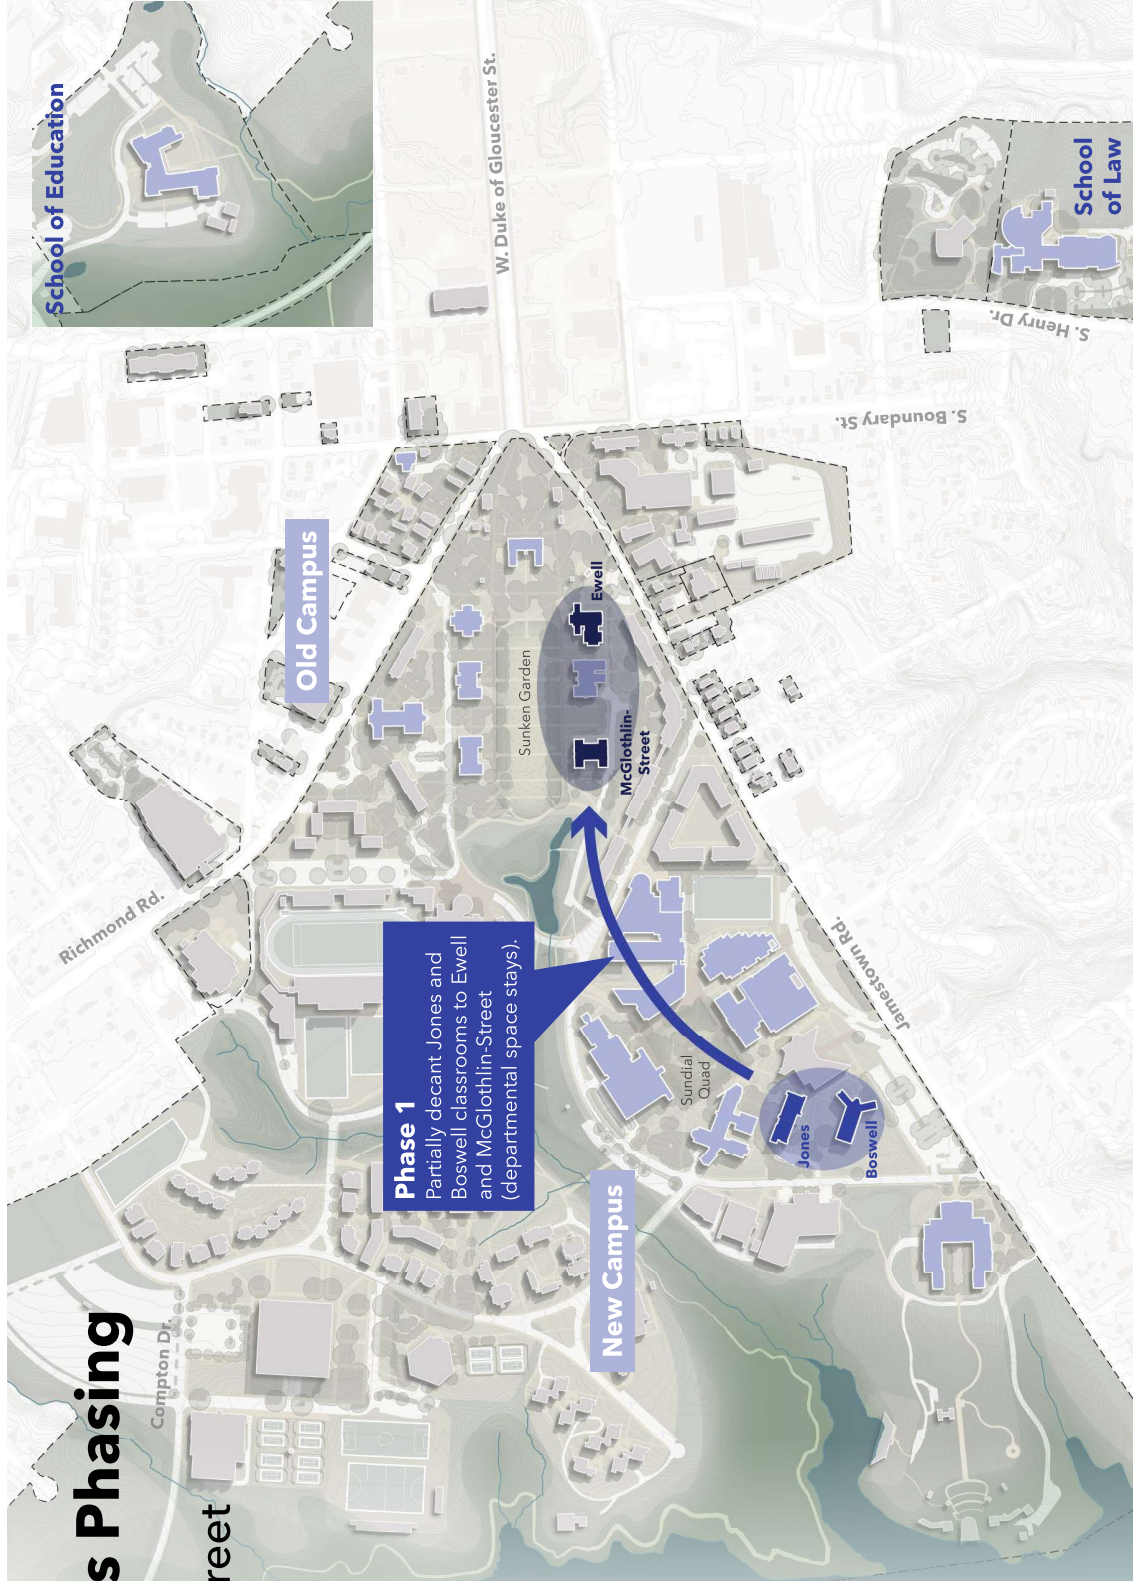 s Phasing
reet
Compton Dr.
Richmond Rd.
School of Education
Old Campus
W. Duke of Gloucester St.
Phase 1
Partially decant Jones and
Boswell classrooms to Ewell
and McGlothlin-Street
(departmental space stays).
Sunken Garden
Ewell
McGlothlin-
Street
New Campus
Sundial
Quad
Jones
Boswell
Jamestown Rd.
S. Boundary St.
S. Henry Dr.
School
of Law